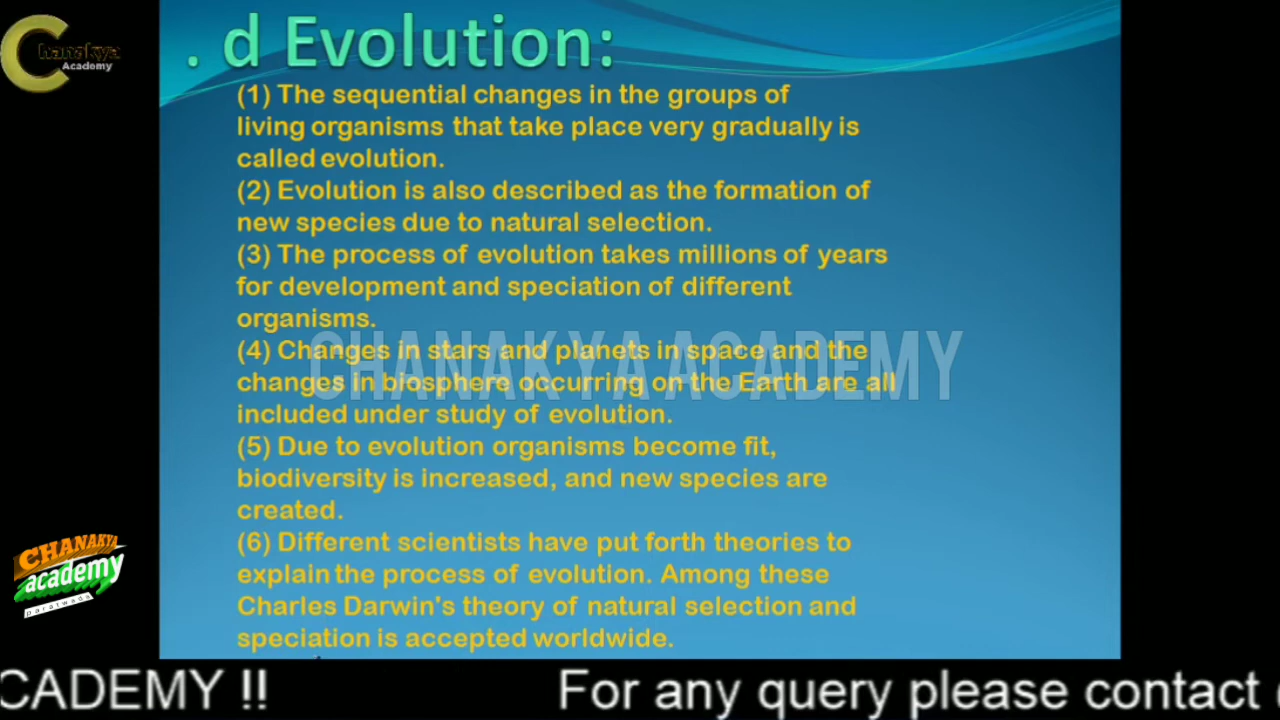 Chanakya
Academy
. d Evolution:
(1) The sequential changes in the groups of
living organisms that take place very gradually is
called evolution.
(2) Evolution is also described as the formation of
new species due to natural selection.
(3) The process of evolution takes millions of years
for development and speciation of different
organisms.
(4) Changes in stars and planets in space and the
changes in biosphere occurring on the Earth are all
included under study of evolution.
(5) Due to evolution organisms become fit,
biodiversity is increased, and new species are
created.
(6) Different scientists have put forth theories to
explain the process of evolution. Among these
Charles Darwin's theory of natural selection and
speciation is accepted worldwide.
CHANAKYA ACADEMY
CHANAKYA
academy
paratwada
CADEMY !! For any query please contact